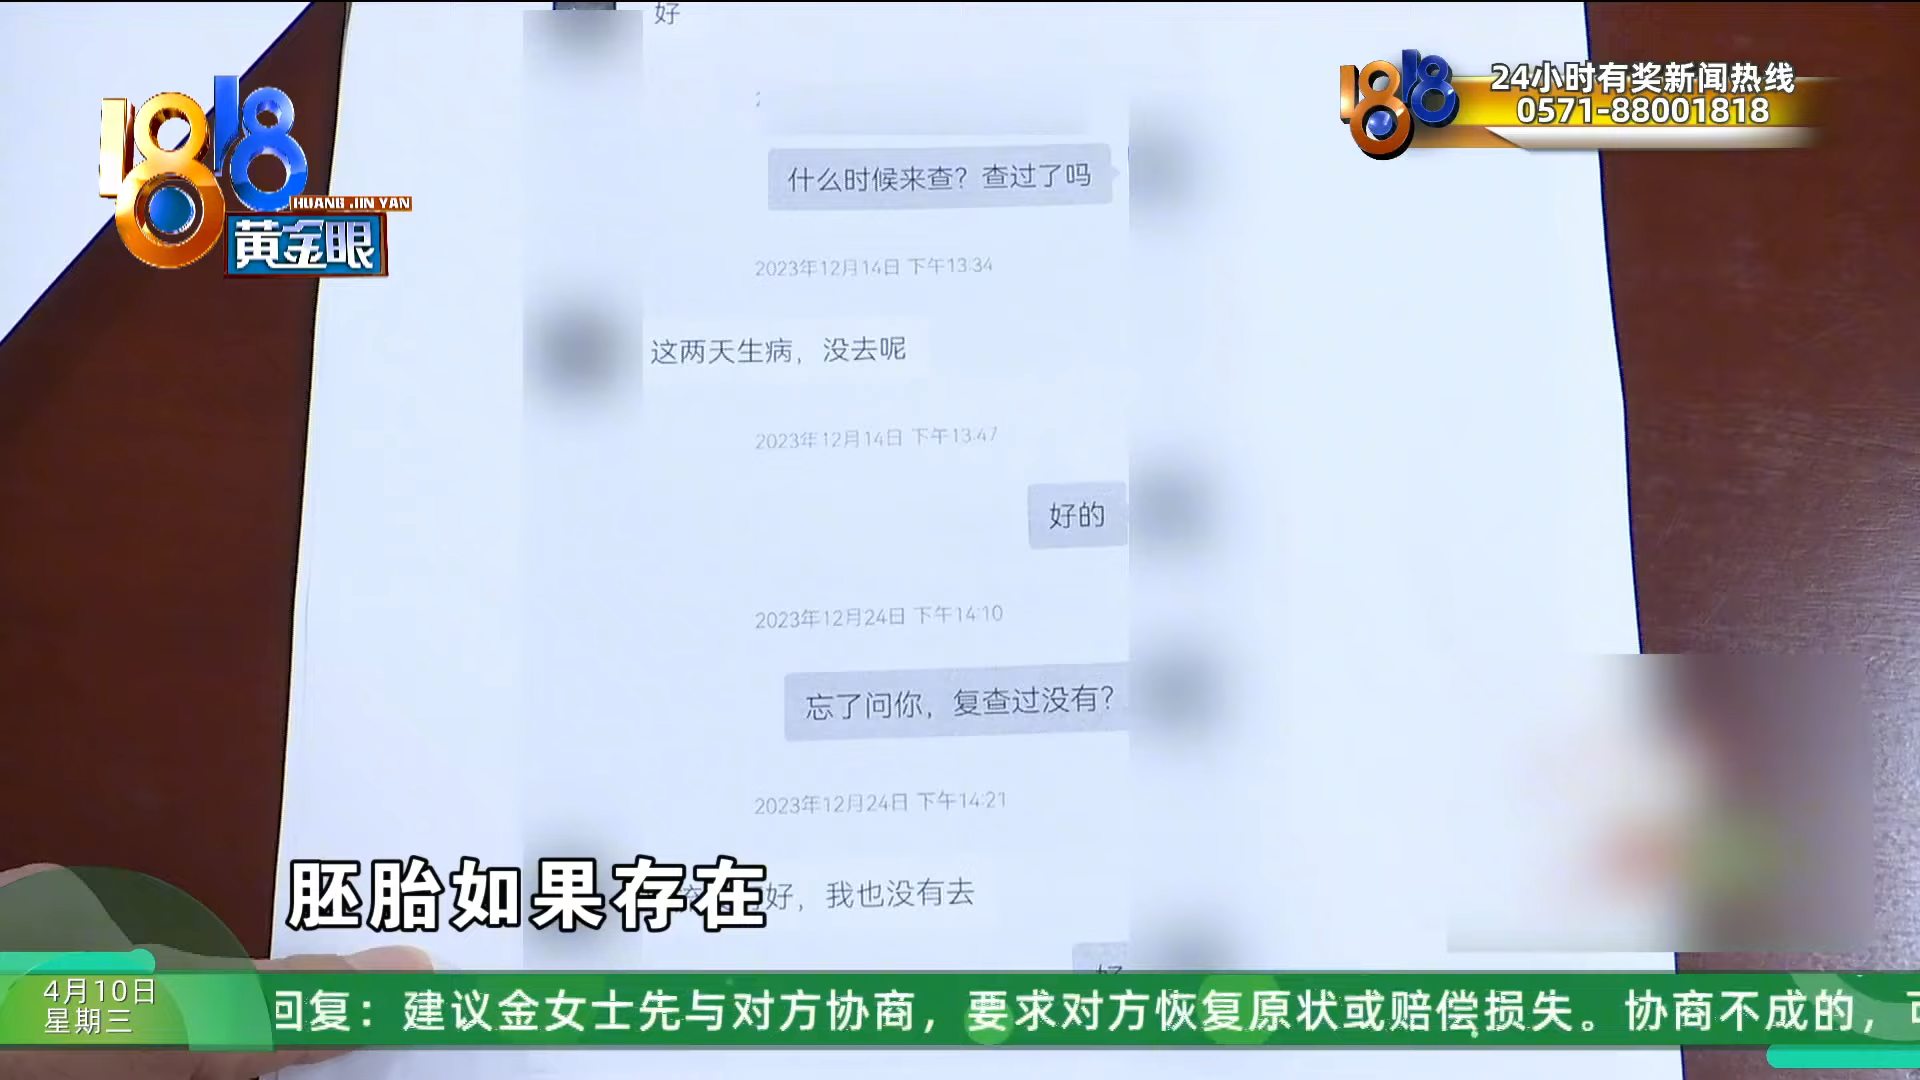 好
1818
HUANG JIN YAN
黄金眼
1818
24小时有奖新闻热线
0571-88001818
什么时候来查？查过了吗
2023年12月14日 下午13:34
这两天生病，没去呢
2023年12月14日 下午13:47
好的
2023年12月24日 下午14:10
忘了问你，复查过没有？
2023年12月24日 下午14:21
好，我也没有去
胚胎如果存在
4月10日
星期三
回复：建议金女士先与对方协商，要求对方恢复原状或赔偿损失。协商不成的，